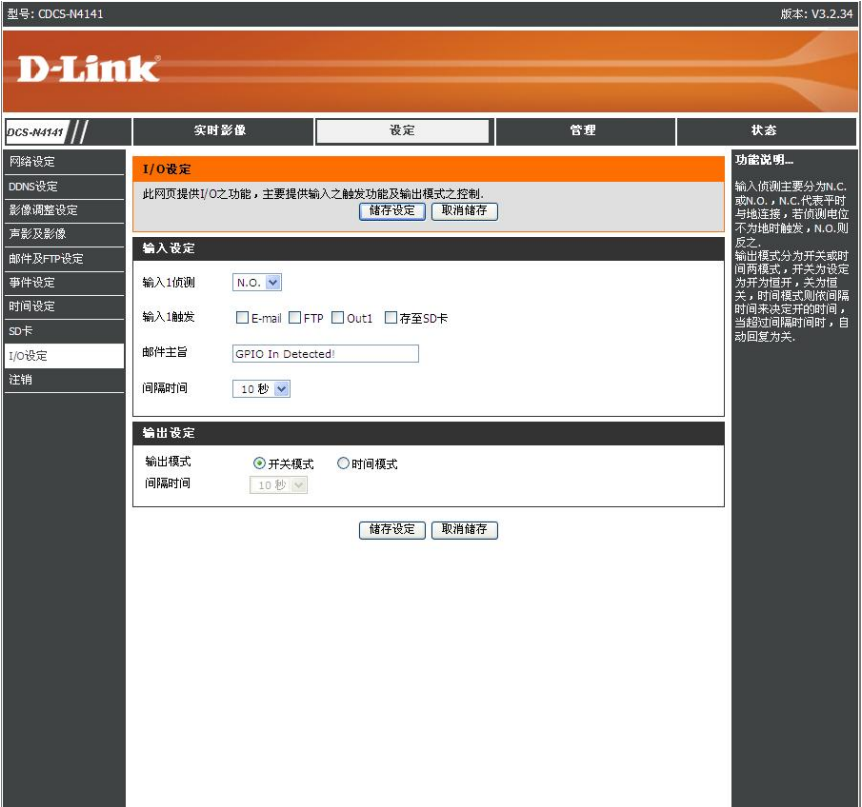 型号: CDCS-N4141
版本: V3.2.34
D-Link
DCS-N4141
实时影像
设定
管理
状态
网络设定
DDNS设定
影像调整设定
声影及影像
邮件及FTP设定
事件设定
时间设定
SD卡
I/O设定
注销
I/O设定
此网页提供I/O之功能，主要提供输入之触发功能及输出模式之控制.
储存设定 取消储存
输入设定
输入1侦测 N.O.
输入1触发 E-mail FTP Out1 存至SD卡
邮件主旨 GPIO In Detected!
间隔时间 10 秒
输出设定
输出模式 开关模式 时间模式
间隔时间 10 秒
储存设定 取消储存
功能说明…
输入侦测主要分为N.C.
或N.O.，N.C.代表平时
与地连接，若侦测电位
不为地时触发，N.O.则
反之.
输出模式分为开关或时
间两模式，开关为设定
为开为恒开，关为恒
关，时间模式则依间隔
时间来决定开的时间，
当超过间隔时间时，自
动回复为关.